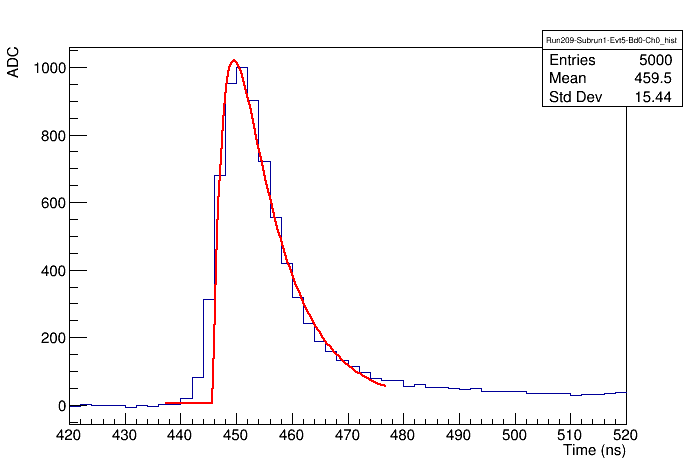 Run209-Subrun1-Evt5-Bd0-Ch0_hist
Entries 5000
Mean 459.5
Std Dev 15.44
ADC
1000
800
600
400
200
0
420 430 440 450 460 470 480 490 500 510 520
Time (ns)